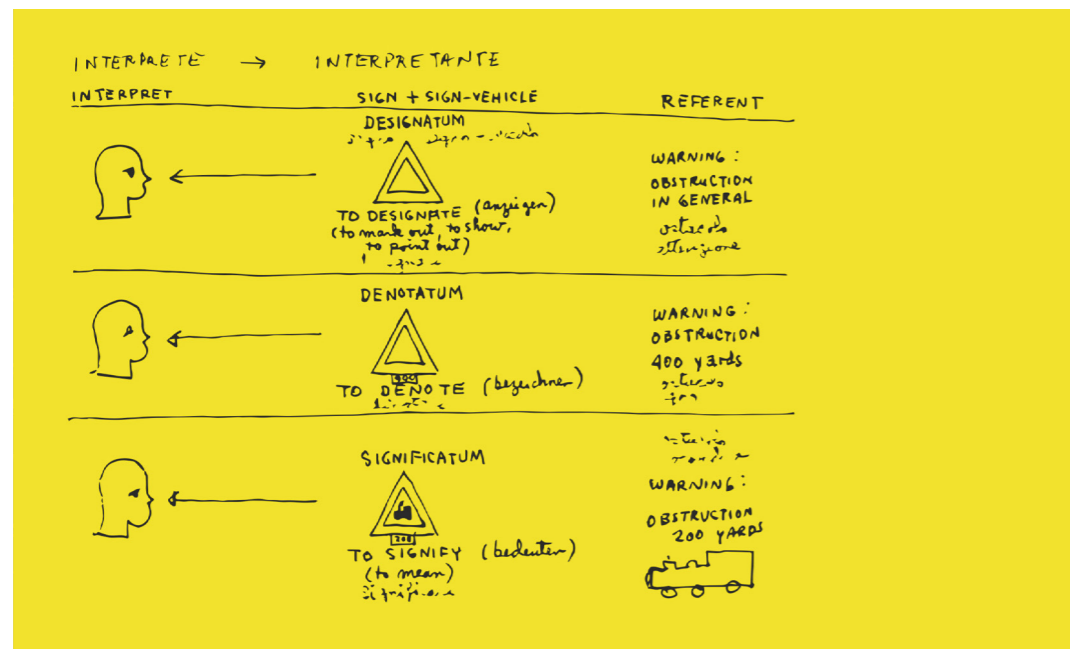 INTERPRETE → INTERPRETANTE
INTERPRET SIGN + SIGN-VEHICLE REFERENT
DESIGNATUM
WARNING:
OBSTRUCTION
IN GENERAL
TO DESIGNATE (anzeigen)
(to mark out, to show,
to point out)
DENOTATUM
WARNING:
OBSTRUCTION
400 yards
400
TO DENOTE (bezeichnen)
SIGNIFICATUM
WARNING:
OBSTRUCTION
200 YARDS
200
TO SIGNIFY (bedeuten)
(to mean)